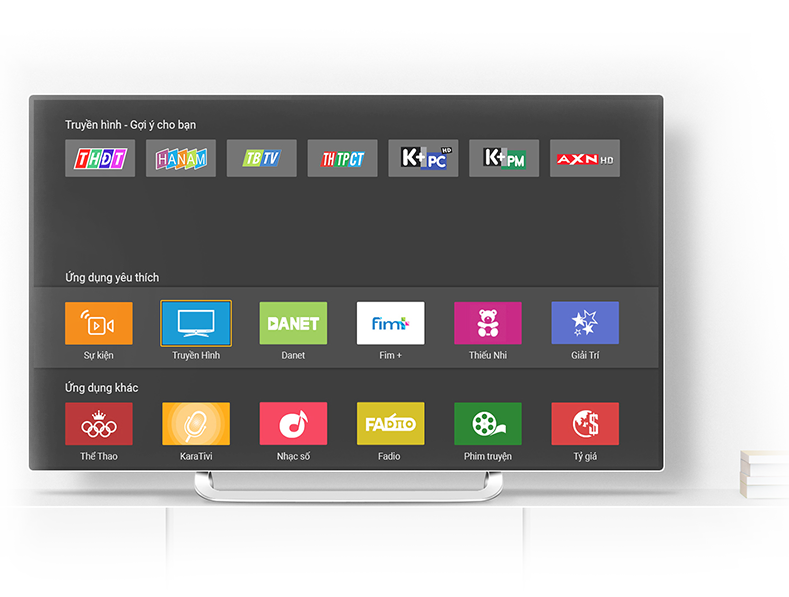 Truyền hình - Gợi ý cho bạn
THĐT HANAM TBTV THTPCT K+ PC HD K+ PM AXN HD
Ứng dụng yêu thích
DANET fim+
Sự kiện Truyền Hình Danet Fim + Thiếu Nhi Giải Trí
Ứng dụng khác
FADIO
Thể Thao KaraTivi Nhạc số Fadio Phim truyện Tỷ giá